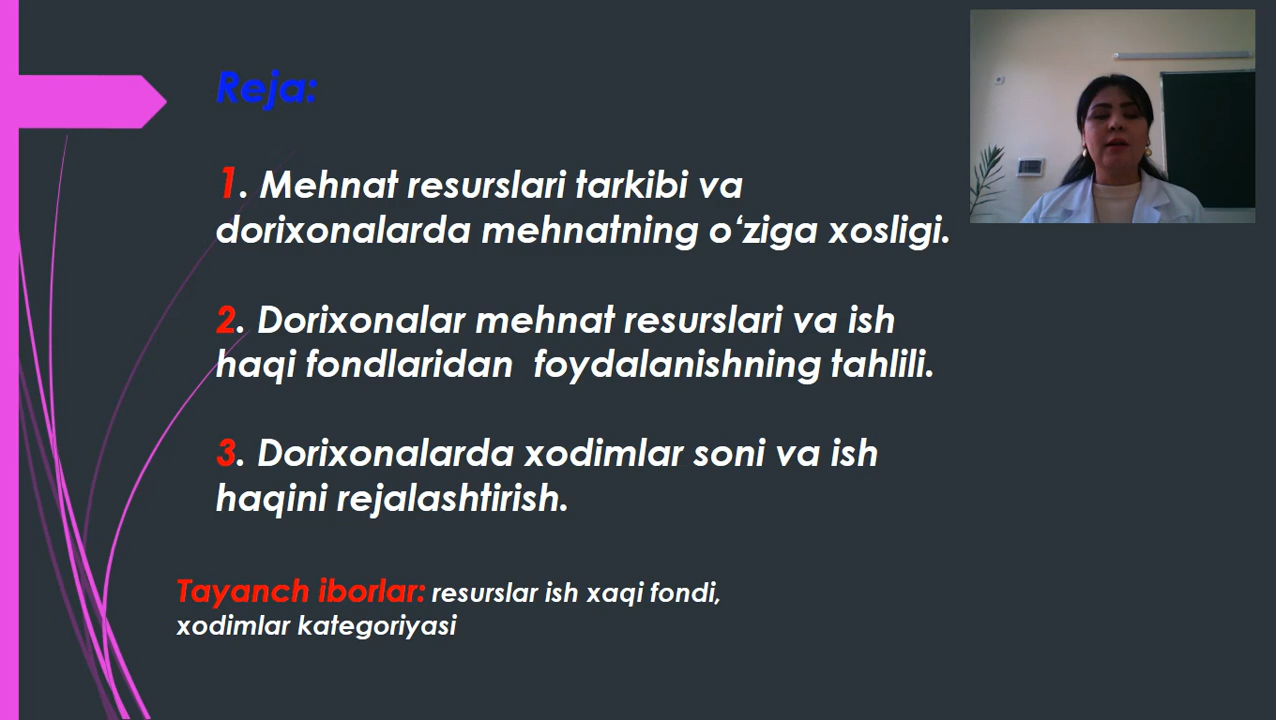 Reja:
1. Mehnat resurslari tarkibi va
dorixonalarda mehnatning o‘ziga xosligi.
2. Dorixonalar mehnat resurslari va ish
haqi fondlaridan foydalanishning tahlili.
3. Dorixonalarda xodimlar soni va ish
haqini rejalashtirish.
Tayanch iborlar: resurslar ish xaqi fondi,
xodimlar kategoriyasi